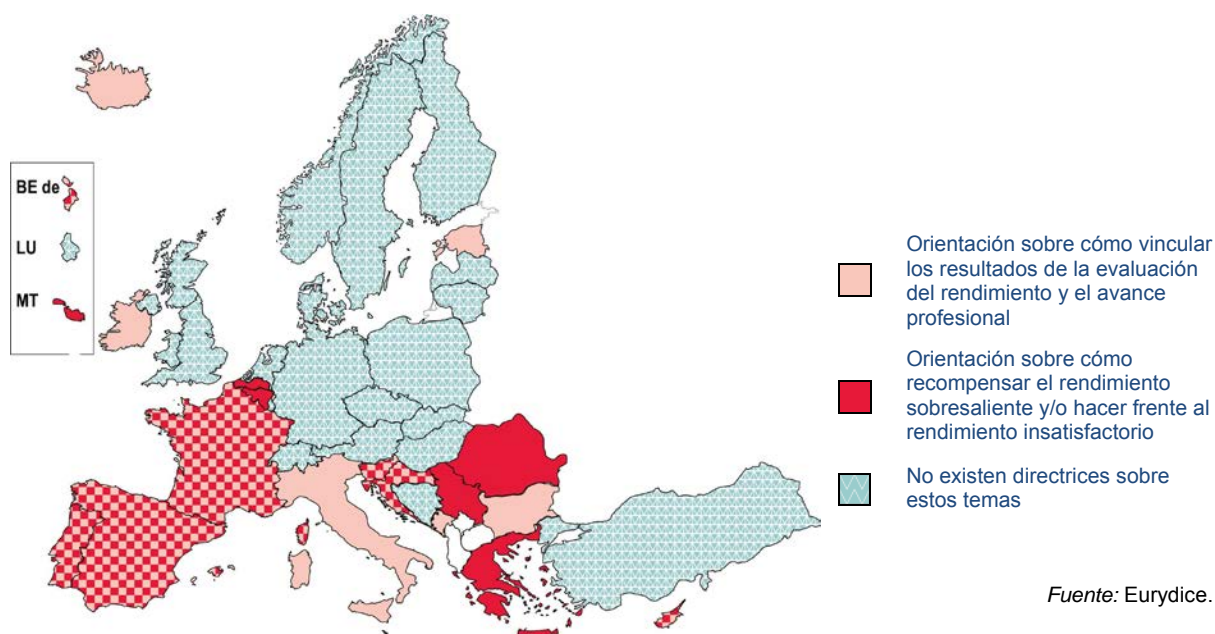 BE de
LU
MT
Orientación sobre cómo vincular
los resultados de la evaluación
del rendimiento y el avance
profesional
Orientación sobre cómo
recompensar el rendimiento
sobresaliente y/o hacer frente al
rendimiento insatisfactorio
No existen directrices sobre
estos temas
Fuente: Eurydice.